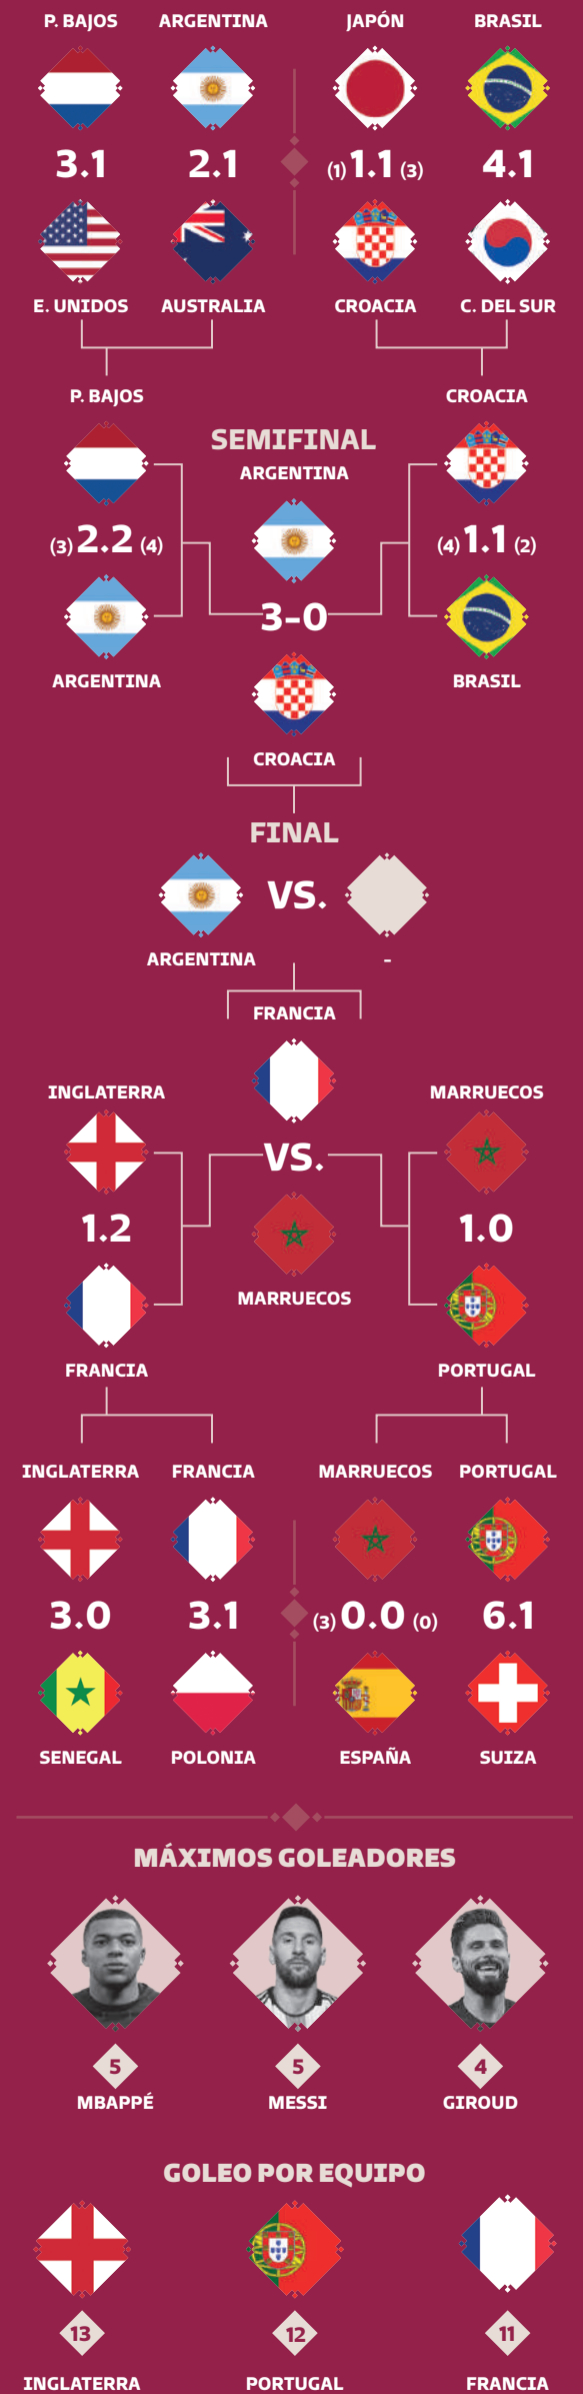 P. BAJOS ARGENTINA JAPÓN BRASIL
3.1 2.1 (1) 1.1 (3) 4.1
E. UNIDOS AUSTRALIA CROACIA C. DEL SUR
P. BAJOS CROACIA
SEMIFINAL
ARGENTINA
(3) 2.2 (4) (4) 1.1 (2)
3-0
ARGENTINA BRASIL
CROACIA
FINAL
VS.
ARGENTINA -
FRANCIA
INGLATERRA MARRUECOS
VS.
1.2 1.0
MARRUECOS
FRANCIA PORTUGAL
INGLATERRA FRANCIA MARRUECOS PORTUGAL
3.0 3.1 (3) 0.0 (0) 6.1
SENEGAL POLONIA ESPAÑA SUIZA
MÁXIMOS GOLEADORES
5 5 4
MBAPPÉ MESSI GIROUD
GOLEO POR EQUIPO
13 12 11
INGLATERRA PORTUGAL FRANCIA